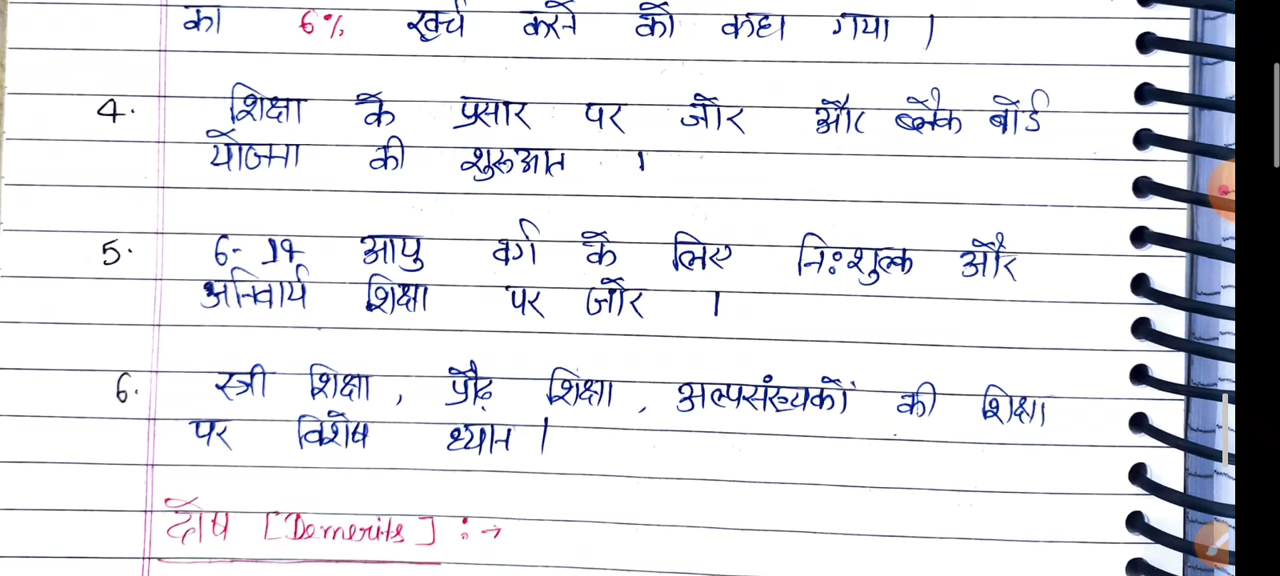 का 6% खर्च करने को कहा गया |
4. शिक्षा के प्रसार पर जोर और ब्लैक बोर्ड
योजना की शुरुआत ।
5. 6-14 आयु वर्ग के लिए निःशुल्क और
अनिवार्य शिक्षा पर जोर ।
6. स्त्री शिक्षा, प्रौढ़ शिक्षा, अल्पसंख्यकों की शिक्षा
पर विशेष ध्यान |
दोष [Demerits] :→